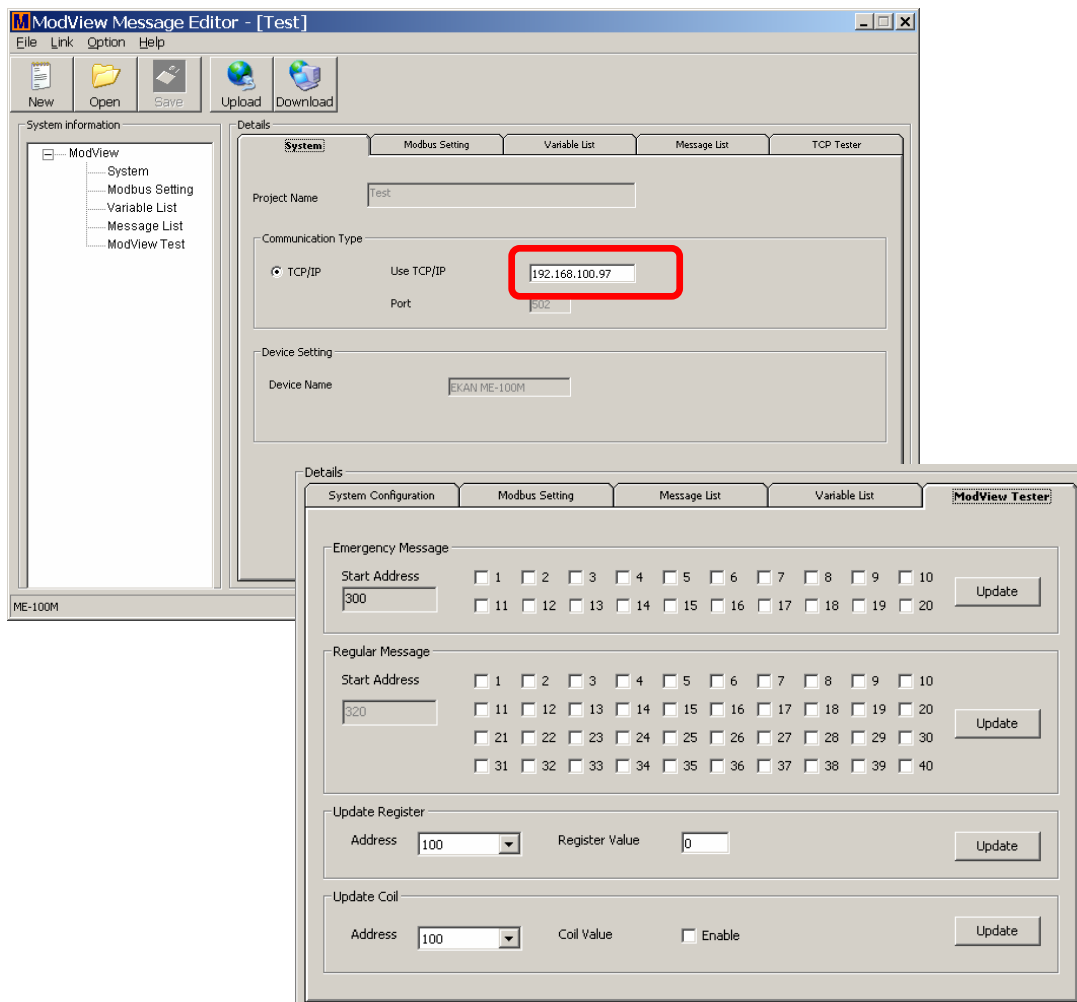 ModView Message Editor - [Test]
File Link Option Help
New Open Save Upload Download
System information
ModView
System
Modbus Setting
Variable List
Message List
ModView Test
Details
System Modbus Setting Variable List Message List TCP Tester
Project Name Test
Communication Type
TCP/IP Use TCP/IP 192.168.100.97
Port 502
Device Setting
Device Name EKAN ME-100M
ME-100M
Details
System Configuration Modbus Setting Message List Variable List ModView Tester
Emergency Message
Start Address 1 2 3 4 5 6 7 8 9 10
300 11 12 13 14 15 16 17 18 19 20 Update
Regular Message
Start Address 1 2 3 4 5 6 7 8 9 10
320 11 12 13 14 15 16 17 18 19 20 Update
21 22 23 24 25 26 27 28 29 30
31 32 33 34 35 36 37 38 39 40
Update Register
Address 100 Register Value 0 Update
Update Coil
Address 100 Coil Value Enable Update